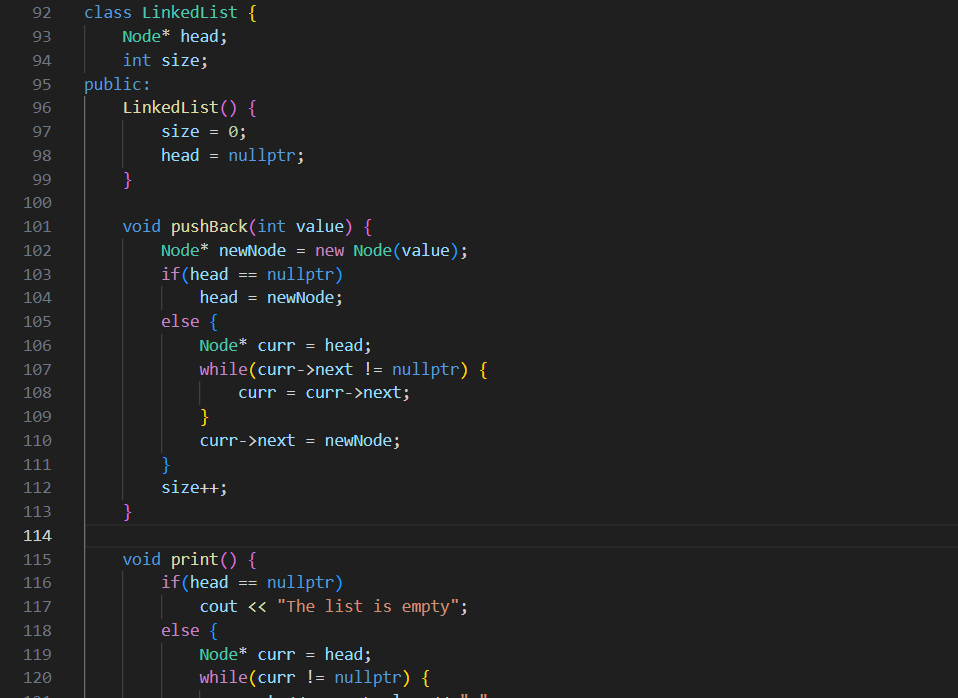 92 class LinkedList {
93     Node* head;
94     int size;
95 public:
96     LinkedList() {
97         size = 0;
98         head = nullptr;
99     }
100
101     void pushBack(int value) {
102         Node* newNode = new Node(value);
103         if(head == nullptr)
104             head = newNode;
105         else {
106             Node* curr = head;
107             while(curr->next != nullptr) {
108                 curr = curr->next;
109             }
110             curr->next = newNode;
111         }
112         size++;
113     }
114
115     void print() {
116         if(head == nullptr)
117             cout << "The list is empty";
118         else {
119             Node* curr = head;
120             while(curr != nullptr) {